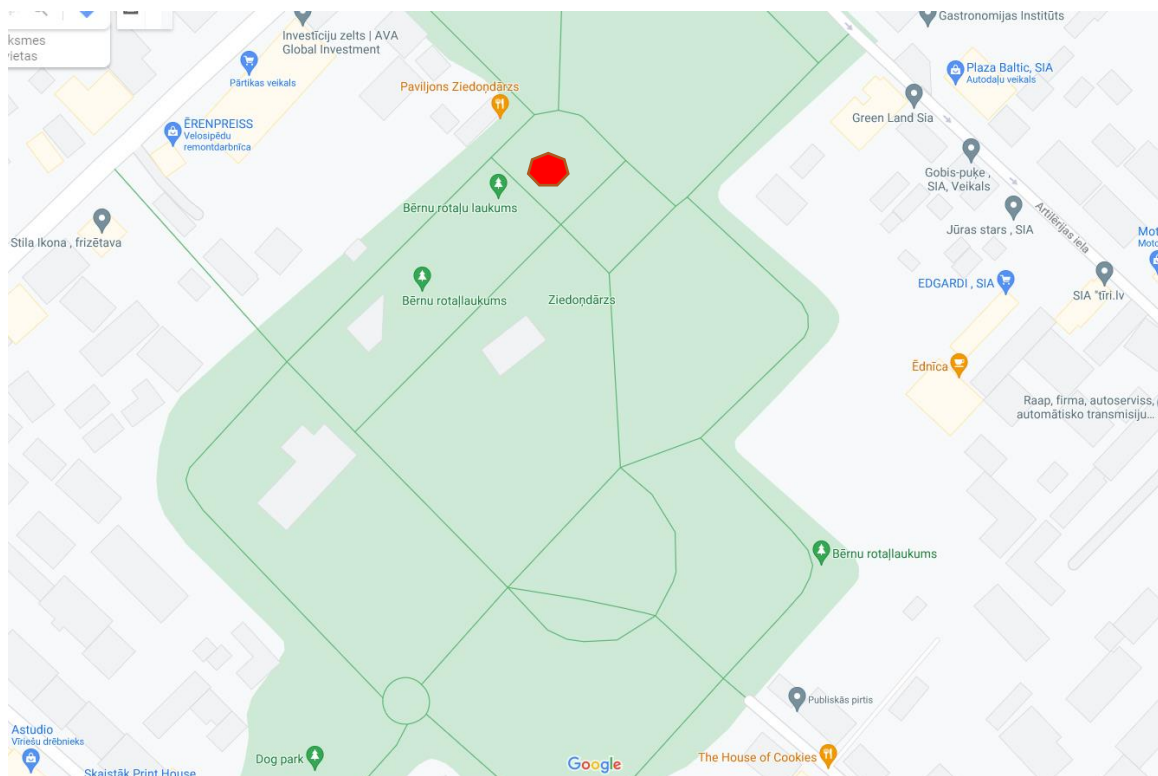 ksmes
vietas
Investīciju zelts | AVA
Global Investment
Gastronomijas Institūts
Pārtikas veikals
Paviljons Ziedoņdārzs
Plaza Baltic, SIA
Autodaļu veikals
Green Land Sia
ĒRENPREISS
Velosipēdu
remontdarbnīca
Gobis-puķe ,
SIA, Veikals
Bērnu rotaļu laukums
Artilērijas iela
Stila Ikona , frizētava
Jūras stars , SIA
Mot
Moto
Bērnu rotaļlaukums
Ziedoņdārzs
EDGARDI , SIA
SIA "tīri.lv
Ēdnīca
Raap, firma, autoserviss,
automātisko transmisiju...
Bērnu rotaļlaukums
Publiskās pirtis
Astudio
Vīriešu drēbnieks
Dog park
Google
The House of Cookies
Skaistāk Print House